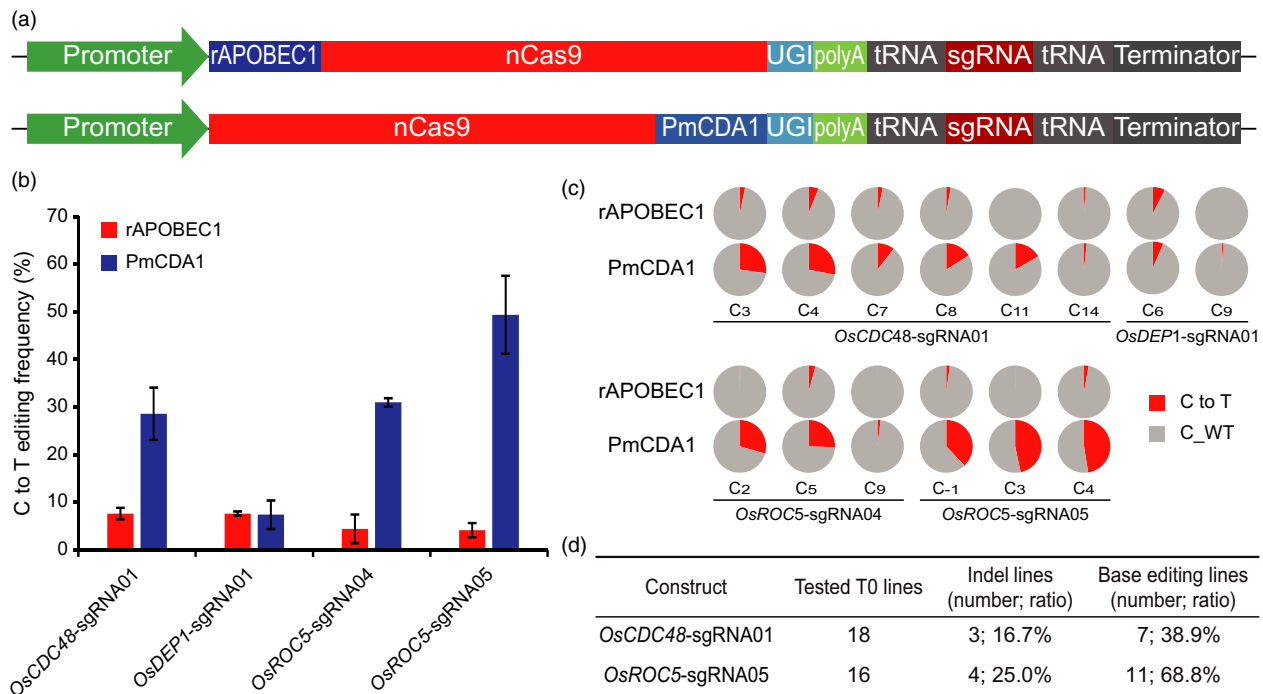 (a)
Promoter rAPOBEC1 nCas9 UGI polyA tRNA sgRNA tRNA Terminator
Promoter nCas9 PmCDA1 UGI polyA tRNA sgRNA tRNA Terminator
(b)
C to T editing frequency (%)
70
60
50
40
30
20
10
0
rAPOBEC1
PmCDA1
OsCDC48-sgRNA01
OsDEP1-sgRNA01
OsROC5-sgRNA04
OsROC5-sgRNA05
(c)
rAPOBEC1
PmCDA1
C3 C4 C7 C8 C11 C14 C6 C9
OsCDC48-sgRNA01 OsDEP1-sgRNA01
rAPOBEC1
PmCDA1
C2 C5 C9 C-1 C3 C4
OsROC5-sgRNA04 OsROC5-sgRNA05
C to T
C_WT
(d)
Construct Tested T0 lines Indel lines (number; ratio) Base editing lines (number; ratio)
OsCDC48-sgRNA01 18 3; 16.7% 7; 38.9%
OsROC5-sgRNA05 16 4; 25.0% 11; 68.8%